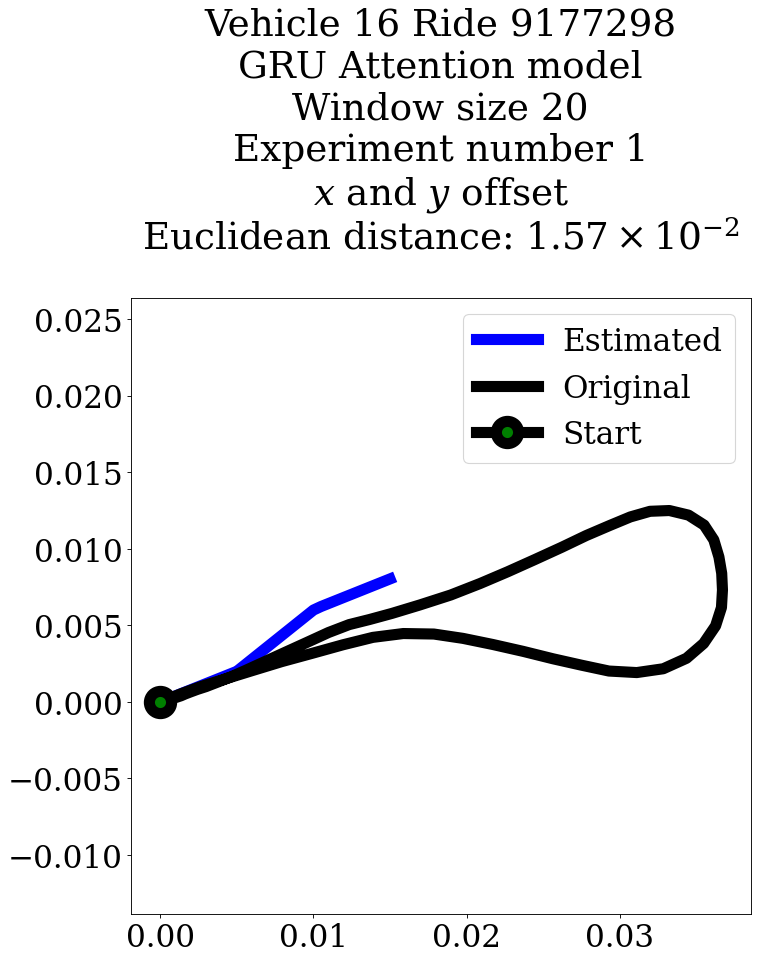 Vehicle 16 Ride 9177298
GRU Attention model
Window size 20
Experiment number 1
x and y offset
Euclidean distance: 1.57 × 10⁻²
Estimated
Original
Start
0.025
0.020
0.015
0.010
0.005
0.000
−0.005
−0.010
0.00 0.01 0.02 0.03